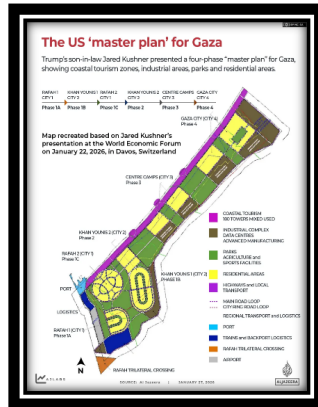 The US ‘master plan’ for Gaza
Trump's son-in-law Jared Kushner presented a four-phase “master plan” for Gaza,
showing coastal tourism zones, industrial areas, parks and residential areas.
RAFAH 1 KHAN YOUNIS 1 RAFAH 2 KHAN YOUNIS 2 CENTRE CAMPS GAZA CITY
CITY 1 CITY 2 CITY 1 CITY 2 CITY 3 CITY 4
Phase 1A Phase 1B Phase 1C Phase 2 Phase 3 Phase 4
GAZA CITY (CITY 4)
Phase 4
Map recreated based on Jared Kushner's
presentation at the World Economic Forum
on January 22, 2026, in Davos, Switzerland
CENTRE CAMPS (CITY 3)
Phase 3
KHAN YOUNIS 2 (CITY 2)
Phase 2
RAFAH 2 (CITY 1)
Phase 1C
KHAN YOUNIS 1 (CITY 2)
PHASE 1B
PORT
LOGISTICS
RAFAH 1 (CITY 1)
Phase 1A
N
RAFAH TRILATERAL CROSSING
COASTAL TOURISM
180 TOWERS MIXED USED
INDUSTRIAL COMPLEX
DATA CENTRES
ADVANCED MANUFACTURING
PARKS
AGRICULTURE and
SPORTS FACILITIES
RESIDENTIAL AREAS
HIGHWAYS and LOCAL
TRANSPORT
MAIN ROAD LOOP
CITY RING ROAD LOOP
REGIONAL TRANSPORT and LOGISTICS
PORT
TRAINS and BACKPORT LOGISTICS
RAFAH TRILATERAL CROSSING
AIRPORT
AJLABS
SOURCE: Al Jazeera | JANUARY 27, 2026
ALJAZEERA